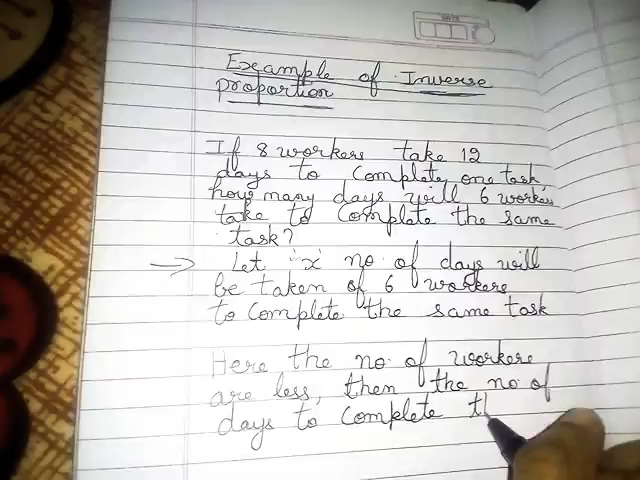 Example of Inverse
proportion
If 8 workers take 12
days to complete one task,
how many days will 6 workers
take to complete the same
task?
→ Let "x" no of days will
be taken of 6 workers
to complete the same task
Here the no. of workers
are less, then the no of
days to complete th